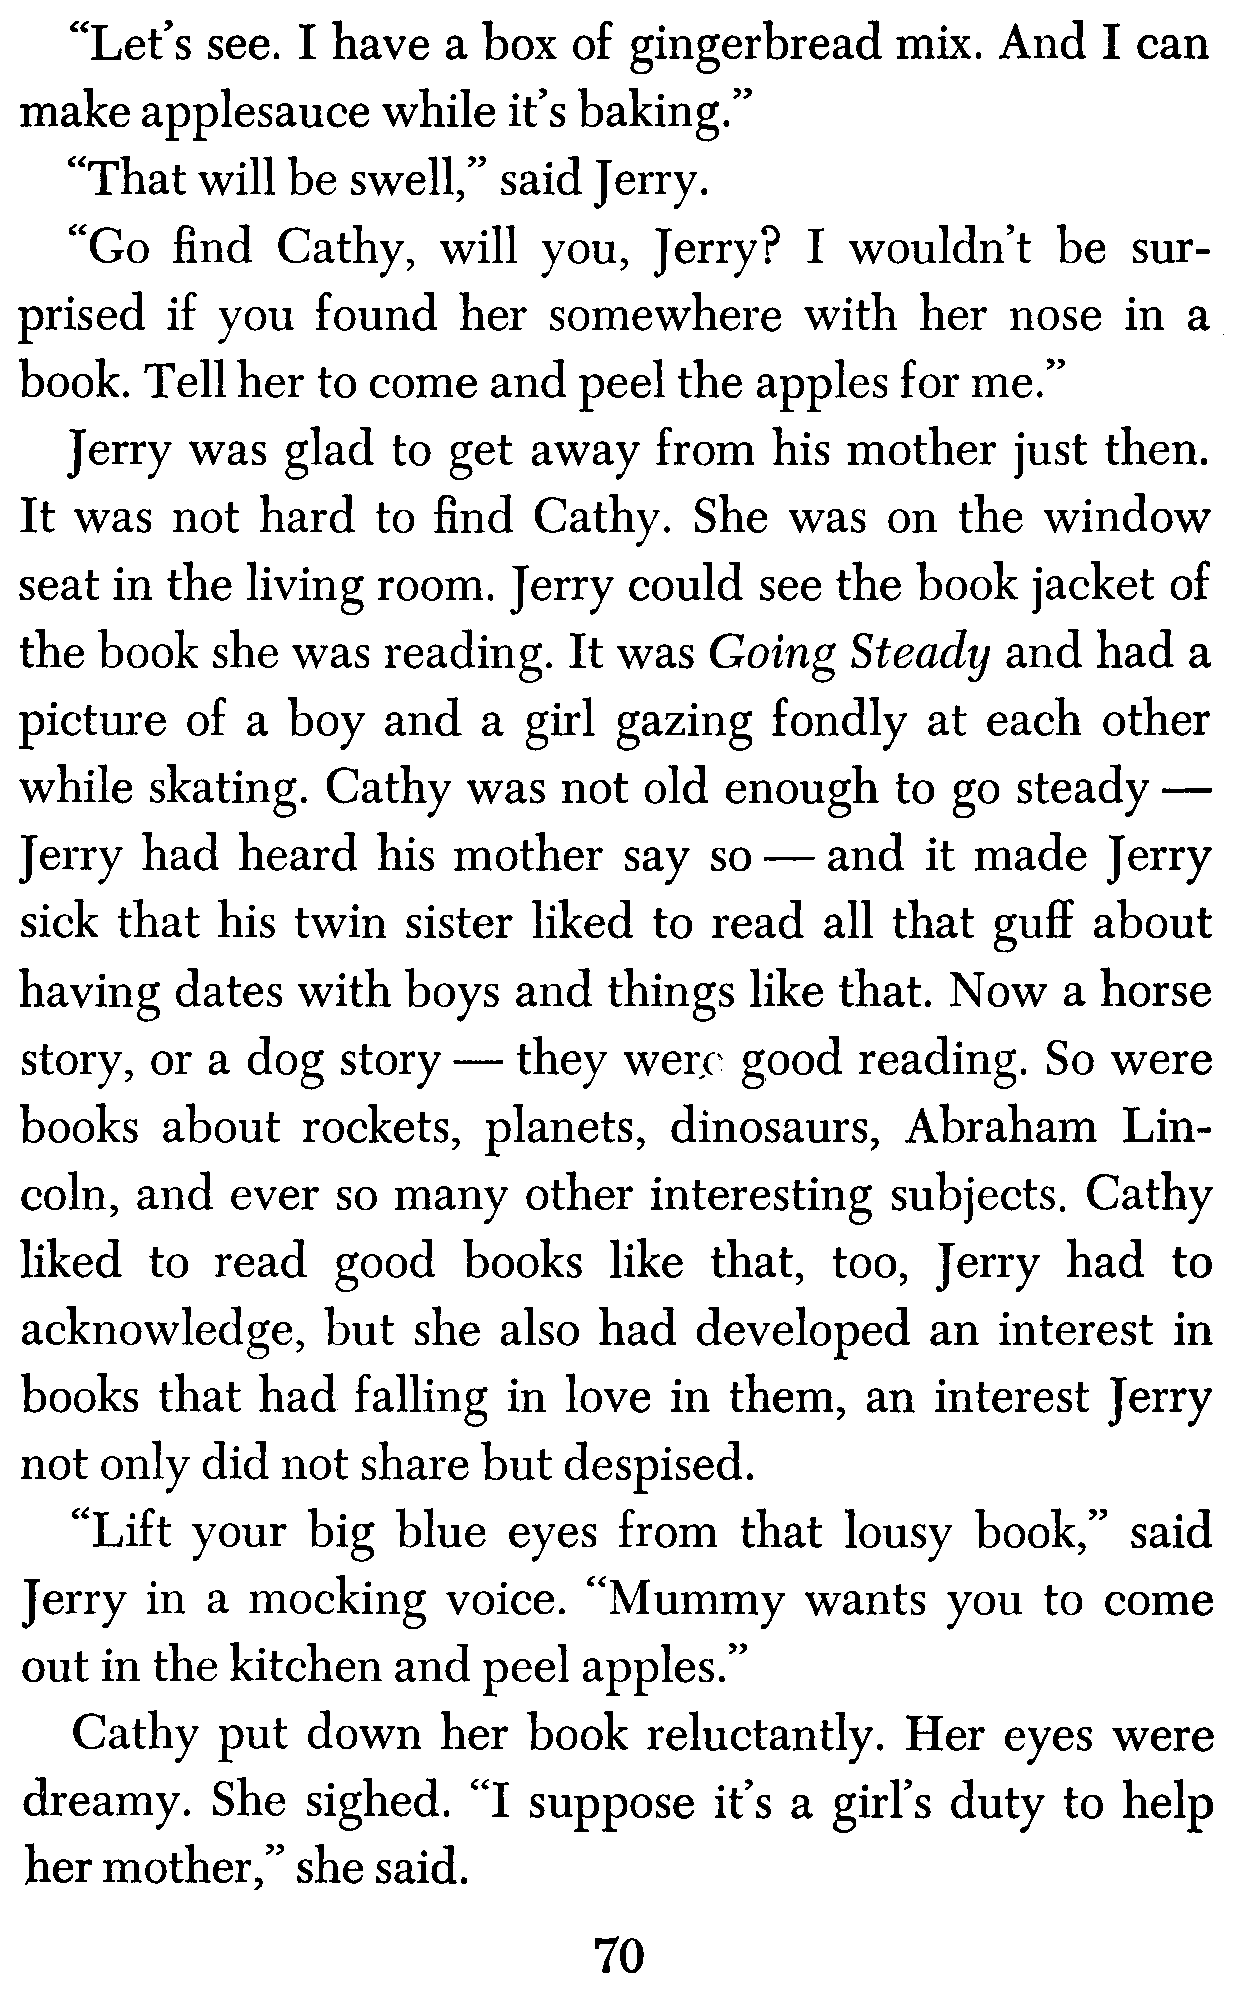 “Let’s see. I have a box of gingerbread mix. And I can
make applesauce while it’s baking.”
“That will be swell,” said Jerry.
“Go find Cathy, will you, Jerry? I wouldn’t be sur-
prised if you found her somewhere with her nose in a
book. Tell her to come and peel the apples for me.”
Jerry was glad to get away from his mother just then.
It was not hard to find Cathy. She was on the window
seat in the living room. Jerry could see the book jacket of
the book she was reading. It was Going Steady and had a
picture of a boy and a girl gazing fondly at each other
while skating. Cathy was not old enough to go steady —
Jerry had heard his mother say so — and it made Jerry
sick that his twin sister liked to read all that guff about
having dates with boys and things like that. Now a horse
story, or a dog story — they were good reading. So were
books about rockets, planets, dinosaurs, Abraham Lin-
coln, and ever so many other interesting subjects. Cathy
liked to read good books like that, too, Jerry had to
acknowledge, but she also had developed an interest in
books that had falling in love in them, an interest Jerry
not only did not share but despised.
“Lift your big blue eyes from that lousy book,” said
Jerry in a mocking voice. “Mummy wants you to come
out in the kitchen and peel apples.”
Cathy put down her book reluctantly. Her eyes were
dreamy. She sighed. “I suppose it’s a girl’s duty to help
her mother,” she said.
70